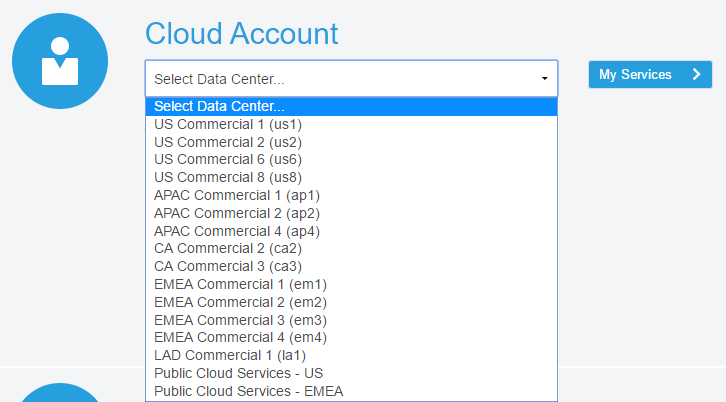 Cloud Account
Select Data Center...
My Services
Select Data Center...
US Commercial 1 (us1)
US Commercial 2 (us2)
US Commercial 6 (us6)
US Commercial 8 (us8)
APAC Commercial 1 (ap1)
APAC Commercial 2 (ap2)
APAC Commercial 4 (ap4)
CA Commercial 2 (ca2)
CA Commercial 3 (ca3)
EMEA Commercial 1 (em1)
EMEA Commercial 2 (em2)
EMEA Commercial 3 (em3)
EMEA Commercial 4 (em4)
LAD Commercial 1 (la1)
Public Cloud Services - US
Public Cloud Services - EMEA